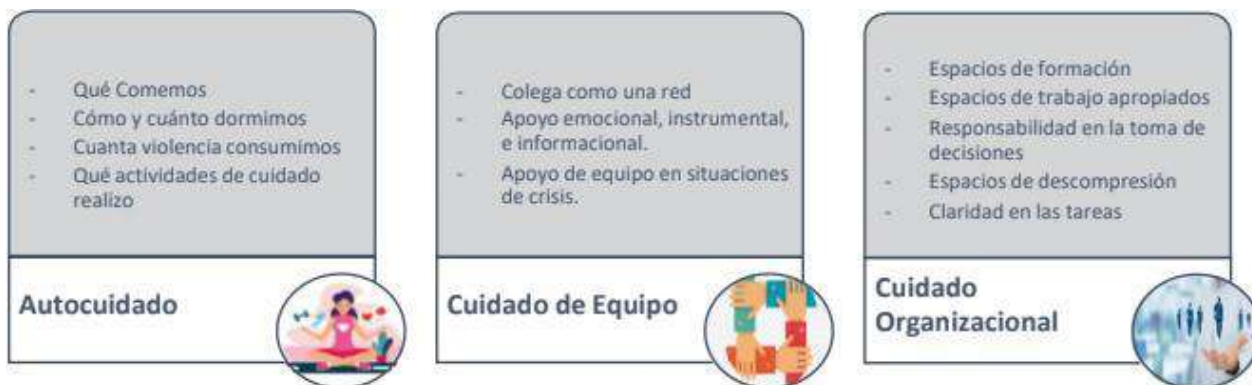 - Qué Comemos
- Cómo y cuánto dormimos
- Cuanta violencia consumimos
- Qué actividades de cuidado
realizo
Autocuidado
- Colega como una red
- Apoyo emocional, instrumental,
e informacional.
- Apoyo de equipo en situaciones
de crisis.
Cuidado de Equipo
- Espacios de formación
- Espacios de trabajo apropiados
- Responsabilidad en la toma de
decisiones
- Espacios de descompresión
- Claridad en las tareas
Cuidado
Organizacional